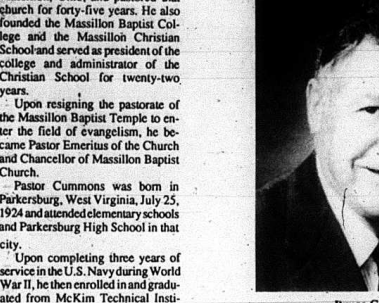 church for forty-five years. He also
founded the Massillon Baptist Col-
lege and the Massillon Christian
School and served as president of the
college and administrator of the
Christian School for twenty-two
years.
Upon resigning the pastorate of
the Massillon Baptist Temple to en-
ter the field of evangelism, he be-
came Pastor Emeritus of the Church
and Chancellor of Massillon Baptist
Church.
Pastor Cummons was born in
Parkersburg, West Virginia, July 25,
1924 and attended elementary schools
and Parkersburg High School in that
city.
Upon completing three years of
service in the U.S. Navy during World
War II, he then enrolled in and gradu-
ated from McKim Technical Insti-